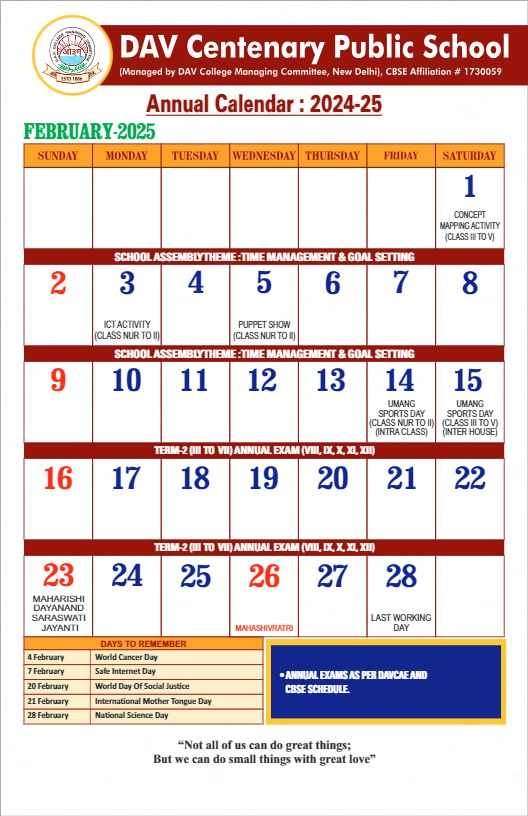 DAV Centenary Public School
(Managed by DAV College Managing Committee, New Delhi), CBSE Affiliation # 1730059
ESTD 1886
Annual Calendar : 2024-25
FEBRUARY-2025
SUNDAY MONDAY TUESDAY WEDNESDAY THURSDAY FRIDAY SATURDAY
1
CONCEPT
MAPPING ACTIVITY
(CLASS III TO V)
SCHOOL ASSEMBLYTHEME :TIME MANAGEMENT & GOAL SETTING
2 3 4 5 6 7 8
ICT ACTIVITY
(CLASS NUR TO II)
PUPPET SHOW
(CLASS NUR TO II)
SCHOOL ASSEMBLYTHEME :TIME MANAGEMENT & GOAL SETTING
9 10 11 12 13 14 15
UMANG
SPORTS DAY
(CLASS NUR TO II)
(INTRA CLASS)
UMANG
SPORTS DAY
(CLASS III TO V)
(INTER HOUSE)
TERM-2 (III TO VII) ANNUAL EXAM (VIII, IX, X, XI, XII)
16 17 18 19 20 21 22
TERM-2 (III TO VII) ANNUAL EXAM (VIII, IX, X, XI, XII)
23 24 25 26 27 28
MAHARISHI
DAYANAND
SARASWATI
JAYANTI
MAHASHIVRATRI
LAST WORKING
DAY
DAYS TO REMEMBER
4 February World Cancer Day
7 February Safe Internet Day
20 February World Day Of Social Justice
21 February International Mother Tongue Day
28 February National Science Day
• ANNUAL EXAMS AS PER DAVCAE AND
CBSE SCHEDULE.
“Not all of us can do great things;
But we can do small things with great love”